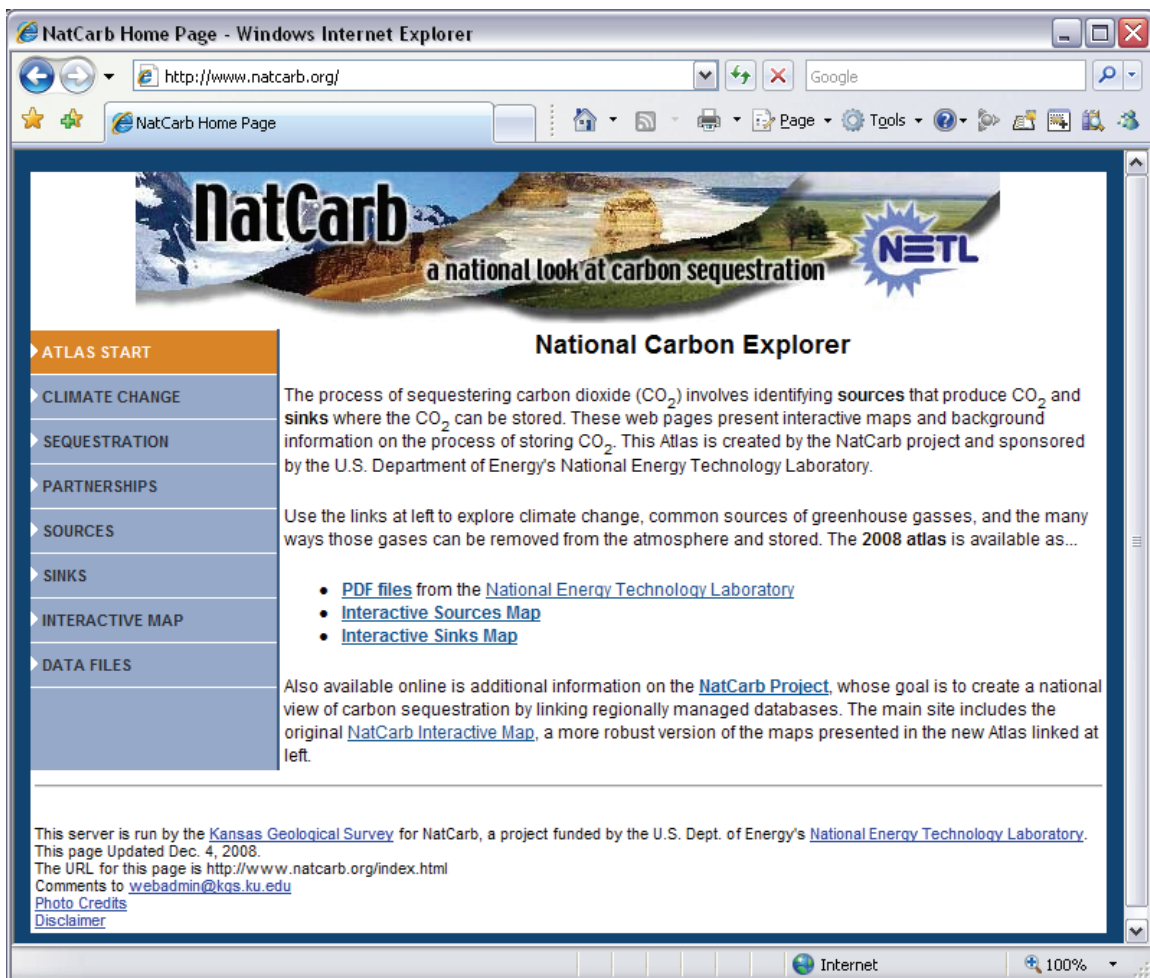 NatCarb Home Page - Windows Internet Explorer
http://www.natcarb.org/
Google
NatCarb Home Page
Page
Tools
NatCarb
a national look at carbon sequestration
NETL
ATLAS START
CLIMATE CHANGE
SEQUESTRATION
PARTNERSHIPS
SOURCES
SINKS
INTERACTIVE MAP
DATA FILES
National Carbon Explorer
The process of sequestering carbon dioxide (CO2) involves identifying sources that produce CO2 and
sinks where the CO2 can be stored. These web pages present interactive maps and background
information on the process of storing CO2. This Atlas is created by the NatCarb project and sponsored
by the U.S. Department of Energy's National Energy Technology Laboratory.
Use the links at left to explore climate change, common sources of greenhouse gasses, and the many
ways those gases can be removed from the atmosphere and stored. The 2008 atlas is available as...
• PDF files from the National Energy Technology Laboratory
• Interactive Sources Map
• Interactive Sinks Map
Also available online is additional information on the NatCarb Project, whose goal is to create a national
view of carbon sequestration by linking regionally managed databases. The main site includes the
original NatCarb Interactive Map, a more robust version of the maps presented in the new Atlas linked at
left.
This server is run by the Kansas Geological Survey for NatCarb, a project funded by the U.S. Dept. of Energy's National Energy Technology Laboratory.
This page Updated Dec. 4, 2008.
The URL for this page is http://www.natcarb.org/index.html
Comments to webadmin@kgs.ku.edu
Photo Credits
Disclaimer
Internet
100%